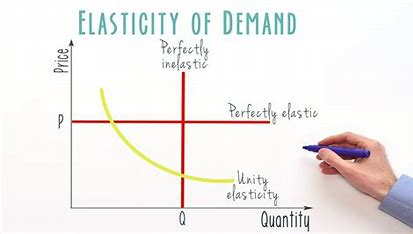 ELASTICITY OF DEMAND
Price
Perfectly
inelastic
Perfectly elastic
P
Unity
elasticity
Q
Quantity